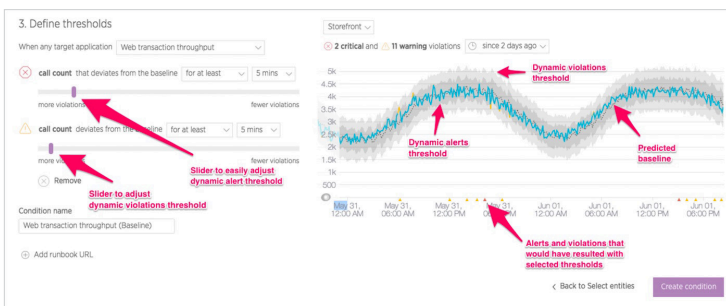 3. Define thresholds
When any target application Web transaction throughput
call count that deviates from the baseline for at least 5 mins
more violations fewer violations
call count deviates from the baseline for at least 5 mins
more fewer violations
Slider to easily adjust
dynamic alert threshold
Remove
Slider to adjust
dynamic violations threshold
Condition name
Web transaction throughput (Baseline)
Add runbook URL
Storefront
2 critical and 11 warning violations since 2 days ago
Dynamic violations
threshold
5k
4.5k
4k
3.5k
3k
2k
1.5k
1k
500
Dynamic alerts
threshold
Predicted
baseline
May 31, May 31, May 31, May 31, Jun 01, Jun 01, Jun 01, Jun 01,
12:00 AM 06:00 AM 12:00 PM 12:00 AM 06:00 AM 12:00 PM 06:00 PM
Alerts and violations that
would have resulted with
selected thresholds
Back to Select entities
Create condition